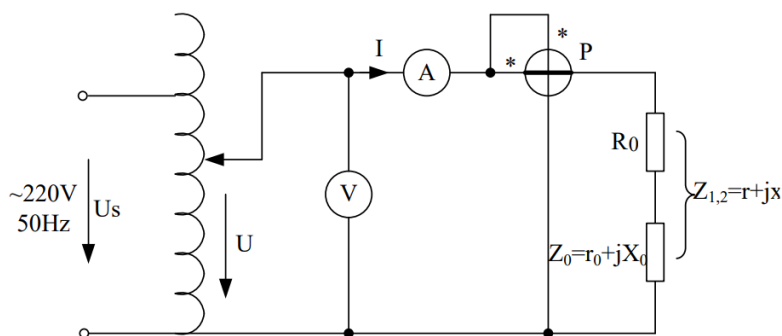 I
*
P
*
A
R0
~220V
50Hz
Us
V
Z1,2=r+jx
U
Z0=r0+jX0